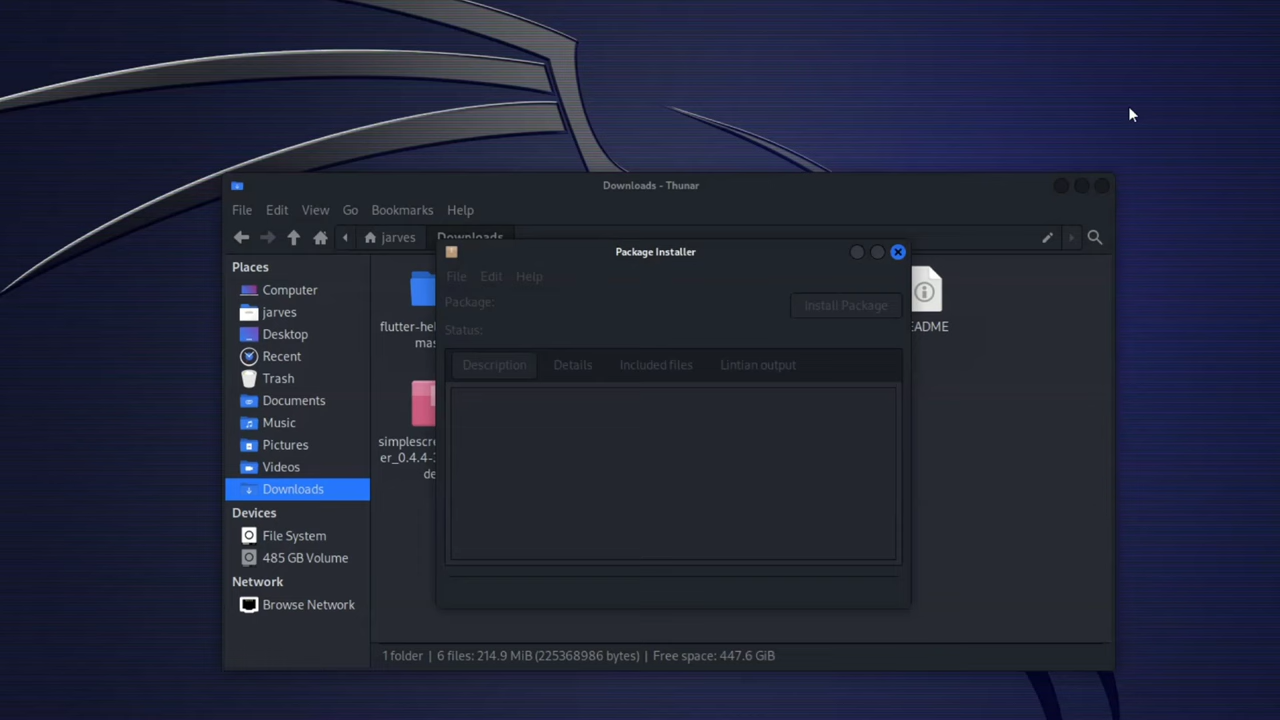 Downloads - Thunar
File Edit View Go Bookmarks Help
jarves Downloads
Places
Computer
jarves
Desktop
Recent
Trash
Documents
Music
Pictures
Videos
Downloads
Devices
File System
485 GB Volume
Network
Browse Network
flutter-he
mas
simplescre
er_0.4.4-
de
EADME
Package Installer
File Edit Help
Package:
Install Package
Status:
Description Details Included files Lintian output
1 folder | 6 files: 214.9 MiB (225368986 bytes) | Free space: 447.6 GiB